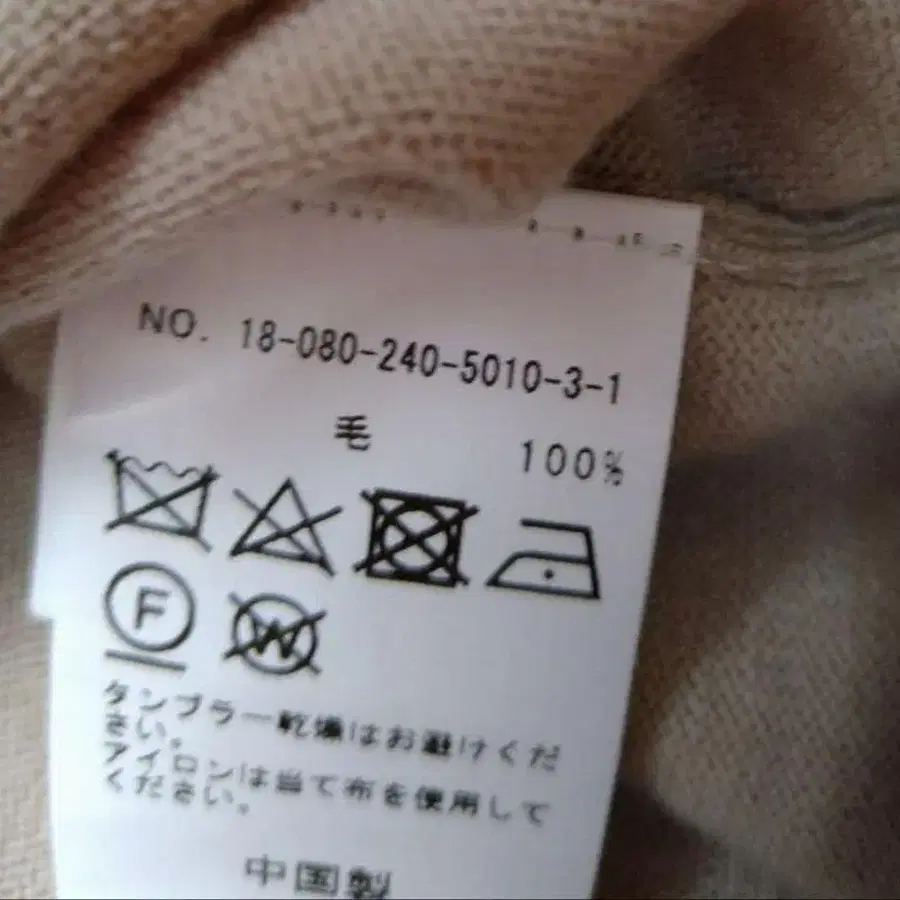 NO. 18-080-240-5010-3-1
毛 100%
F
W
タンブラー乾燥はお避けくだ
さい。
アイロンは当て布を使用して
ください。
中国製